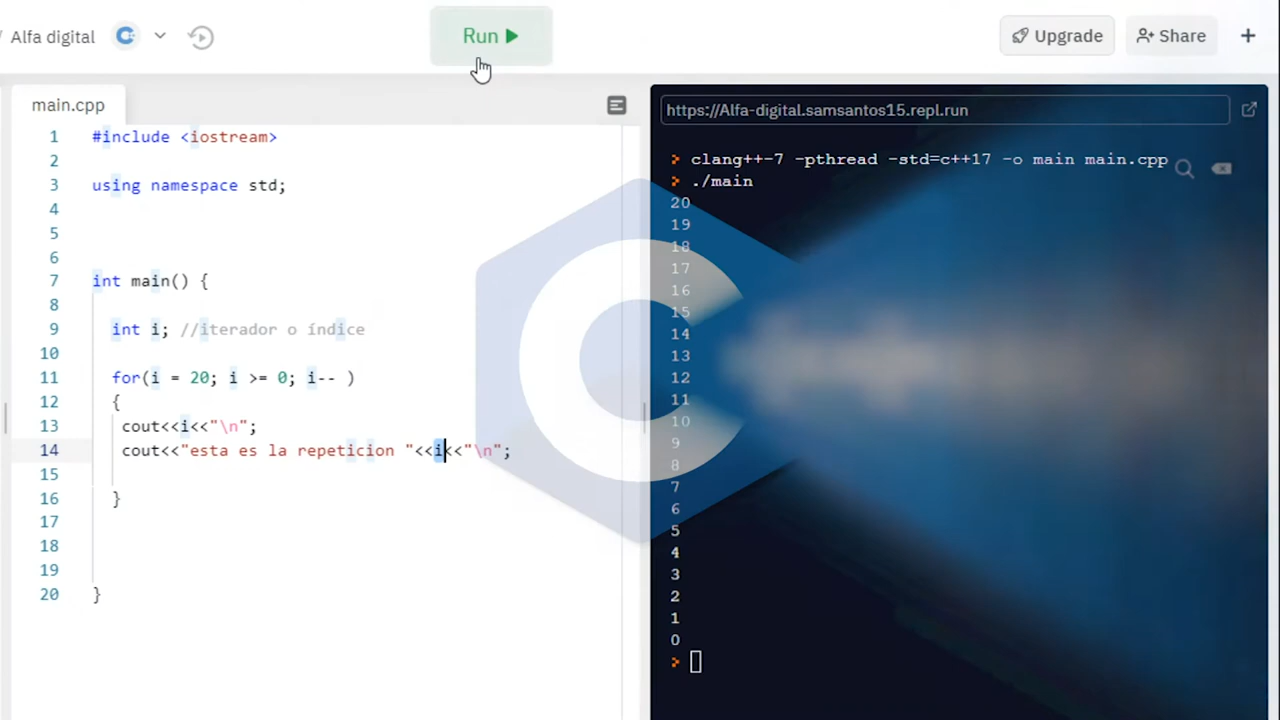 Alfa digital
Run
Upgrade
Share
main.cpp
1 #include <iostream>
2
3 using namespace std;
4
5
6
7 int main() {
8
9 int i; //iterador o índice
10
11 for(i = 20; i >= 0; i-- )
12 {
13 cout<<i<<"\n";
14 cout<<"esta es la repeticion "<<i<<"\n";
15
16 }
17
18
19
20 }
https://Alfa-digital.samsantos15.repl.run
> clang++-7 -pthread -std=c++17 -o main main.cpp
> ./main
20
19
18
17
16
15
14
13
12
11
10
9
8
7
6
5
4
3
2
1
0
>